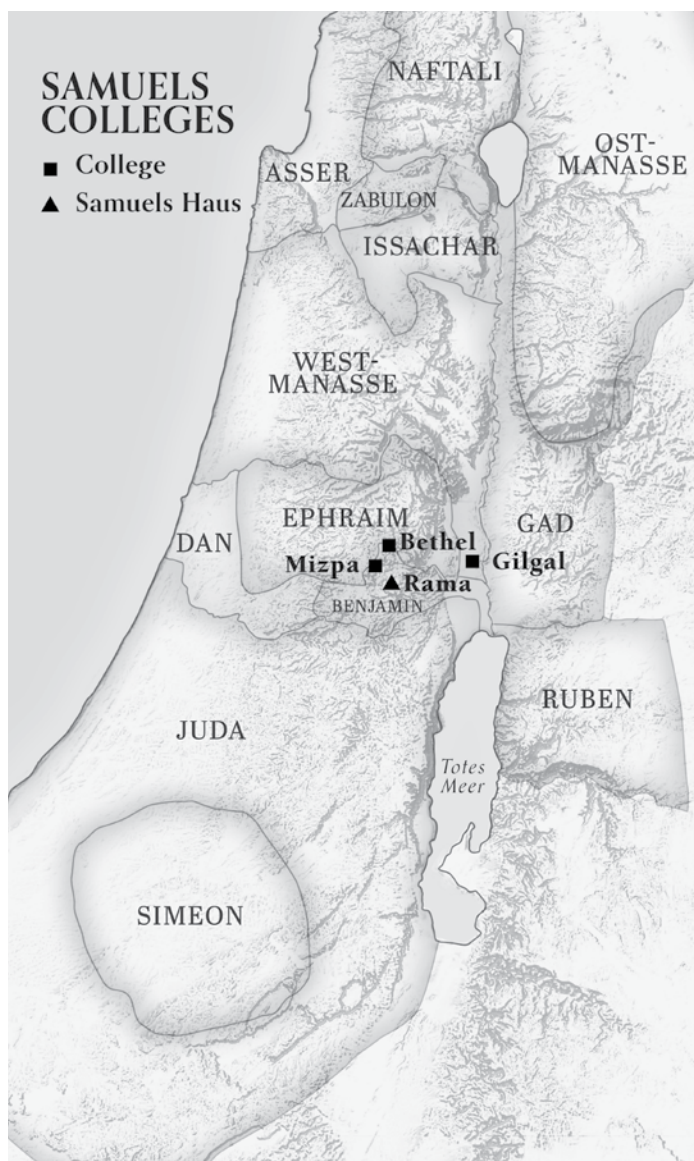 SAMUELS
COLLEGES
■ College
▲ Samuels Haus
NAFTALI
OST-
MANASSE
ASSER
ZABULON
ISSACHAR
WEST-
MANASSE
EPHRAIM
GAD
DAN
Bethel
Mizpa
Gilgal
Rama
BENJAMIN
RUBEN
JUDA
Totes
Meer
SIMEON